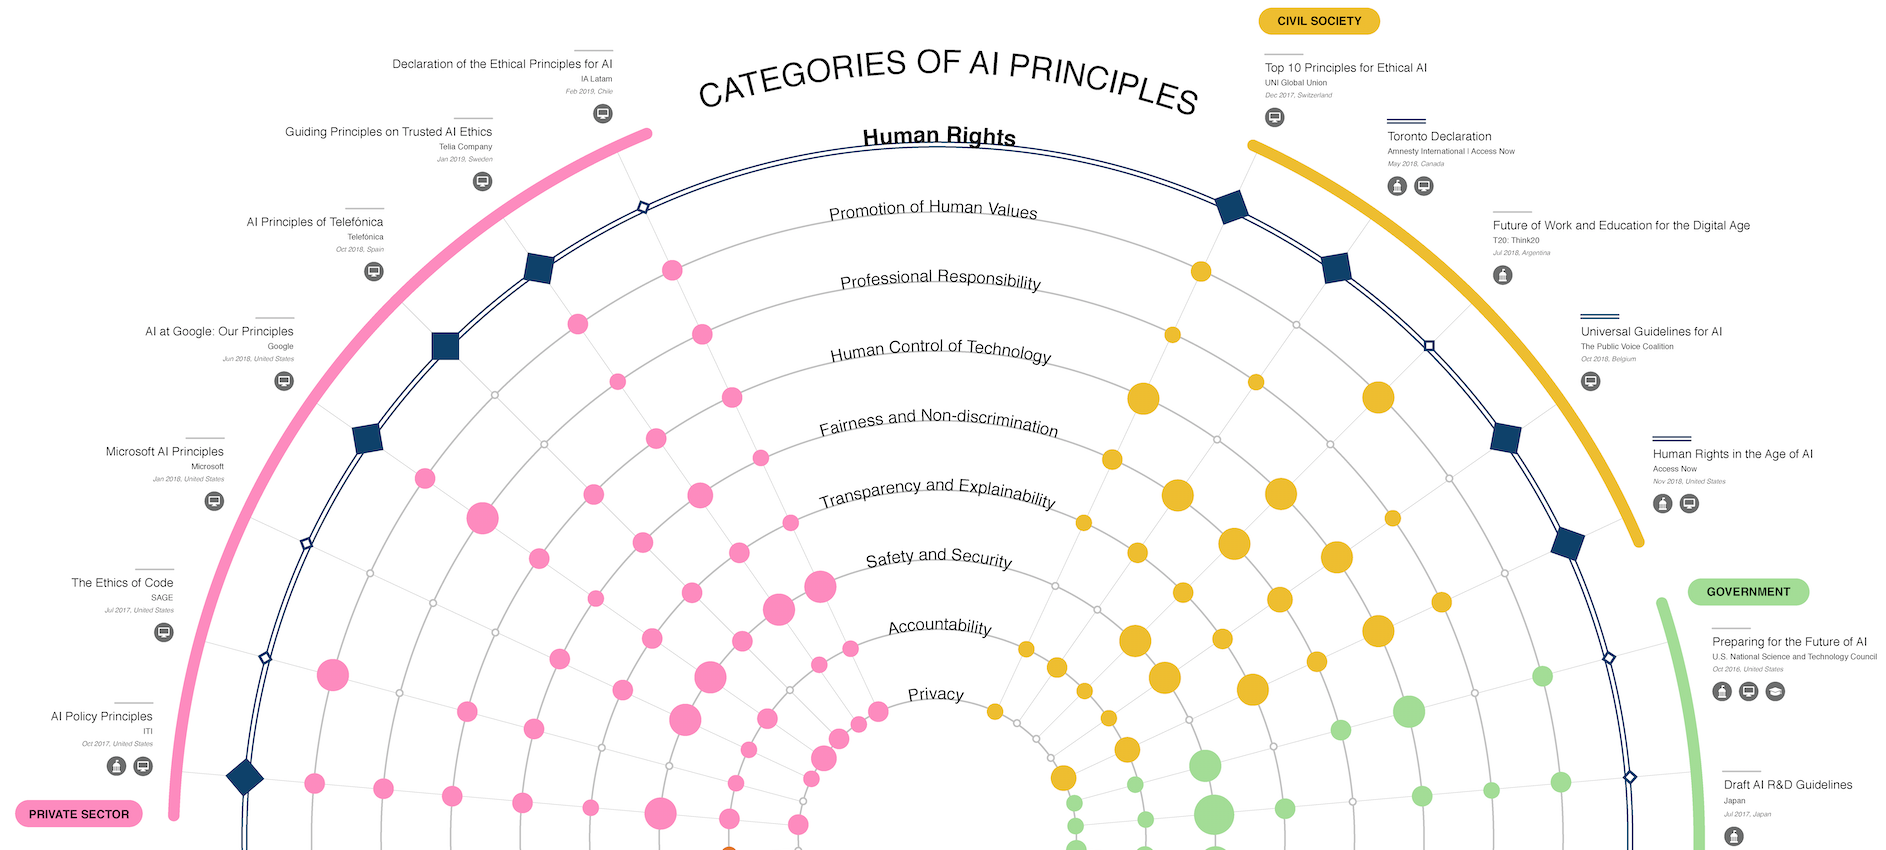 CATEGORIES OF AI PRINCIPLES
Human Rights
Promotion of Human Values
Professional Responsibility
Human Control of Technology
Fairness and Non-discrimination
Transparency and Explainability
Safety and Security
Accountability
Privacy
Declaration of the Ethical Principles for AI
IA Latam
Feb 2019, Chile
Guiding Principles on Trusted AI Ethics
Telia Company
Jan 2019, Sweden
AI Principles of Telefónica
Telefónica
Oct 2018, Spain
AI at Google: Our Principles
Google
Jun 2018, United States
Microsoft AI Principles
Microsoft
Jan 2018, United States
The Ethics of Code
SAGE
Jul 2017, United States
AI Policy Principles
ITI
Oct 2017, United States
PRIVATE SECTOR
CIVIL SOCIETY
Top 10 Principles for Ethical AI
UNI Global Union
Dec 2017, Switzerland
Toronto Declaration
Amnesty International | Access Now
May 2018, Canada
Future of Work and Education for the Digital Age
T20: Think20
Jul 2018, Argentina
Universal Guidelines for AI
The Public Voice Coalition
Oct 2018, Belgium
Human Rights in the Age of AI
Access Now
Nov 2018, United States
GOVERNMENT
Preparing for the Future of AI
U.S. National Science and Technology Council
Oct 2016, United States
Draft AI R&D Guidelines
Japan
Jul 2017, Japan